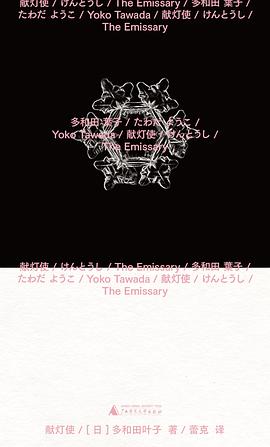 献灯使 / けんとうし / The Emissary / 多和田 葉子 /
たわだ ようこ / Yoko Tawada / 献灯使 / けんとうし /
The Emissary
多和田 葉子 / たわだ ようこ /
Yoko Tawada / 献灯使 / けんとうし /
The Emissary
献灯使 / けんとうし / The Emissary / 多和田 葉子 /
たわだ ようこ / Yoko Tawada / 献灯使 / けんとうし /
The Emissary
献灯使 / [ 日 ] 多和田叶子 著 / 蕾克 译